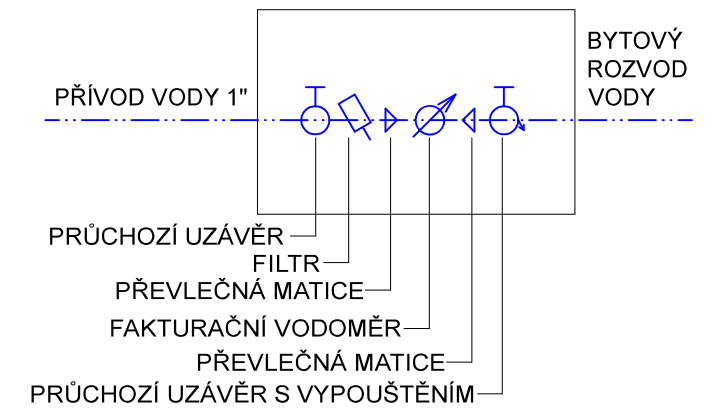 PŘÍVOD VODY 1"
BYTOVÝ
ROZVOD
VODY
PRŮCHOZÍ UZÁVĚR
FILTR
PŘEVLEČNÁ MATICE
FAKTURAČNÍ VODOMĚR
PŘEVLEČNÁ MATICE
PRŮCHOZÍ UZÁVĚR S VYPOUŠTĚNÍM